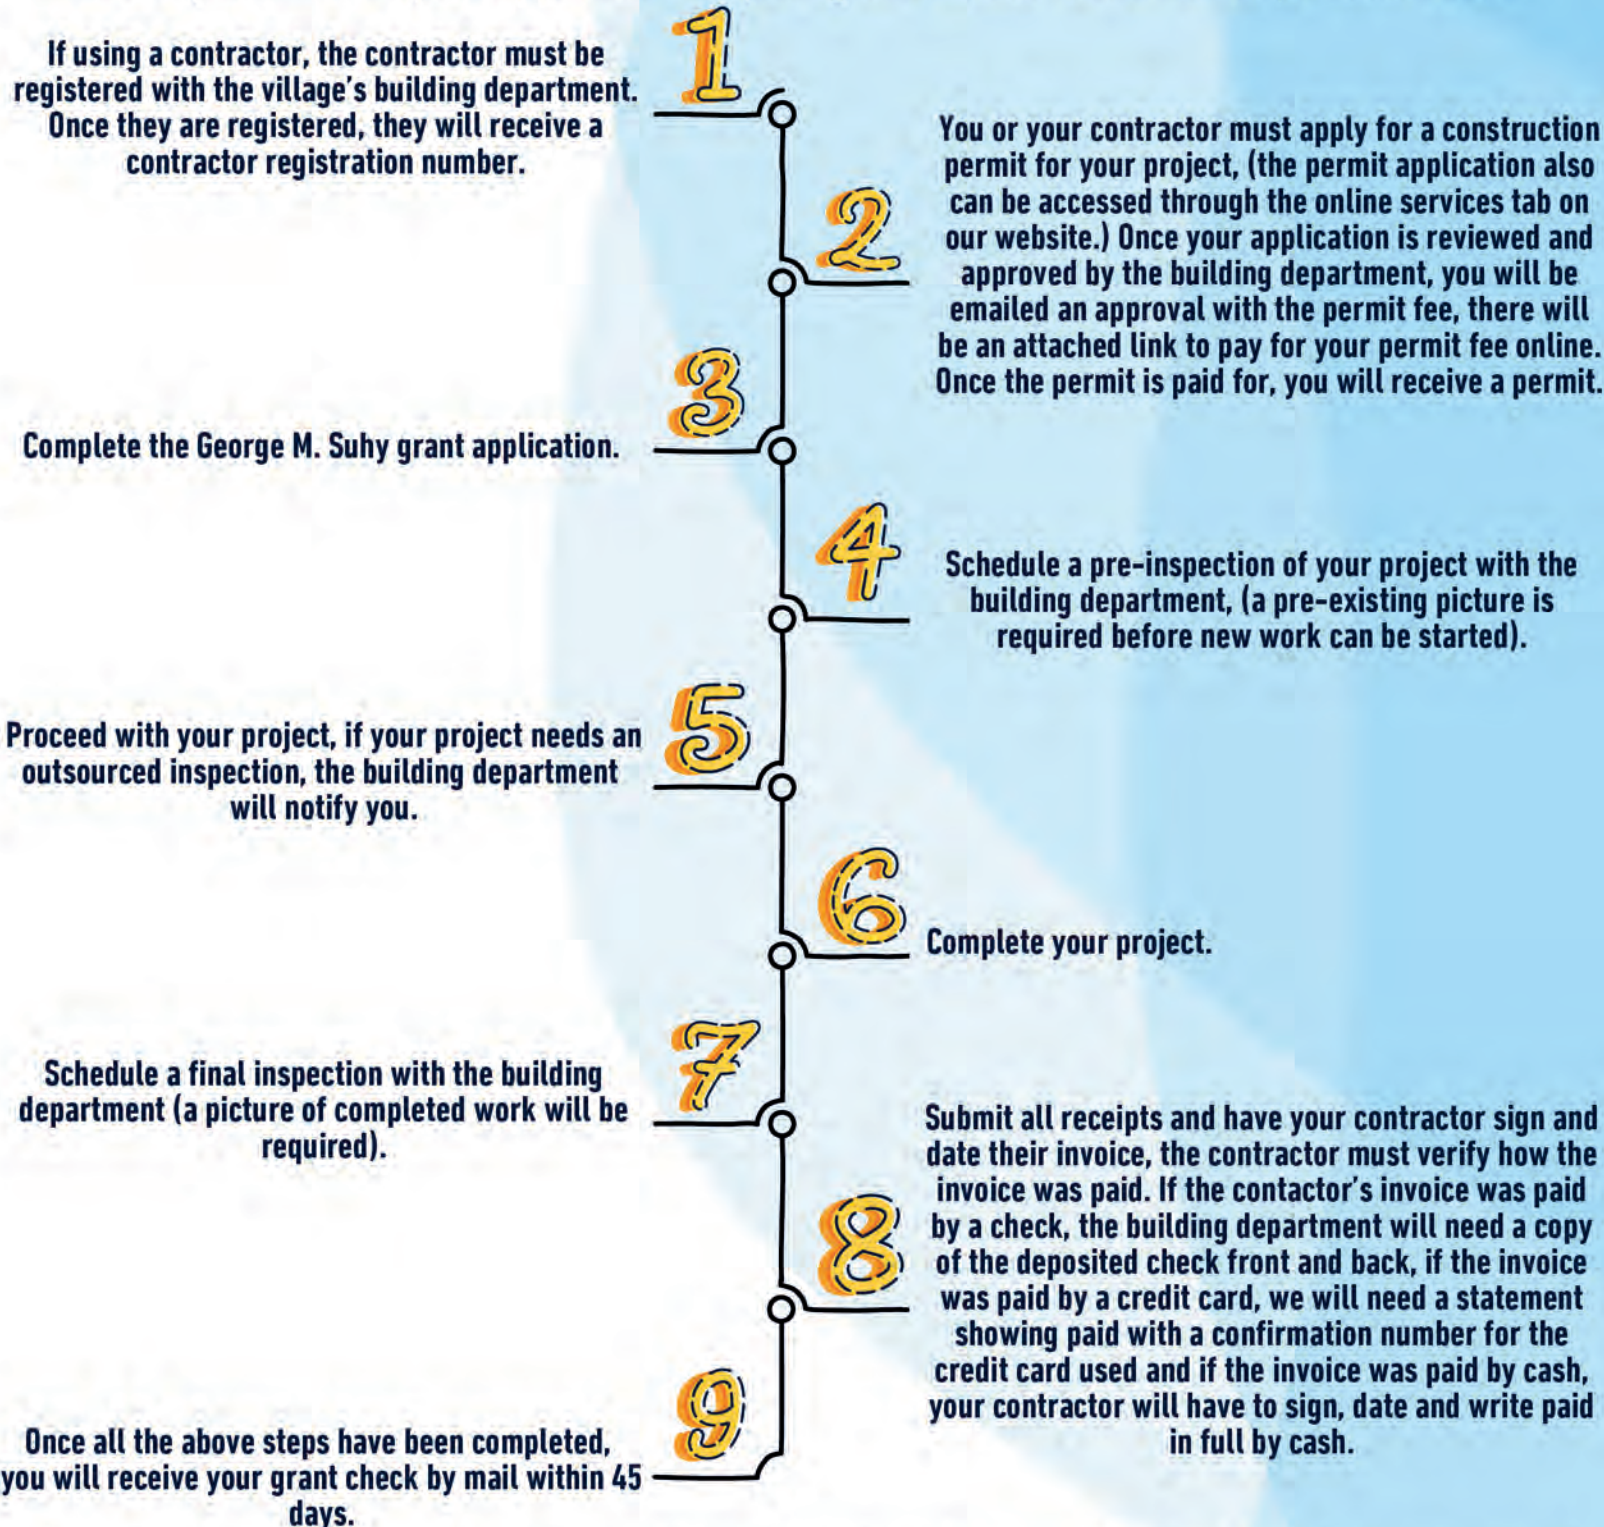 1
If using a contractor, the contractor must be
registered with the village's building department.
Once they are registered, they will receive a
contractor registration number.
2
You or your contractor must apply for a construction
permit for your project, (the permit application also
can be accessed through the online services tab on
our website.) Once your application is reviewed and
approved by the building department, you will be
emailed an approval with the permit fee, there will
be an attached link to pay for your permit fee online.
Once the permit is paid for, you will receive a permit.
3
Complete the George M. Suhy grant application.
4
Schedule a pre-inspection of your project with the
building department, (a pre-existing picture is
required before new work can be started).
5
Proceed with your project, if your project needs an
outsourced inspection, the building department
will notify you.
6
Complete your project.
7
Schedule a final inspection with the building
department (a picture of completed work will be
required).
8
Submit all receipts and have your contractor sign and
date their invoice, the contractor must verify how the
invoice was paid. If the contactor's invoice was paid
by a check, the building department will need a copy
of the deposited check front and back, if the invoice
was paid by a credit card, we will need a statement
showing paid with a confirmation number for the
credit card used and if the invoice was paid by cash,
your contractor will have to sign, date and write paid
in full by cash.
9
Once all the above steps have been completed,
you will receive your grant check by mail within 45
days.